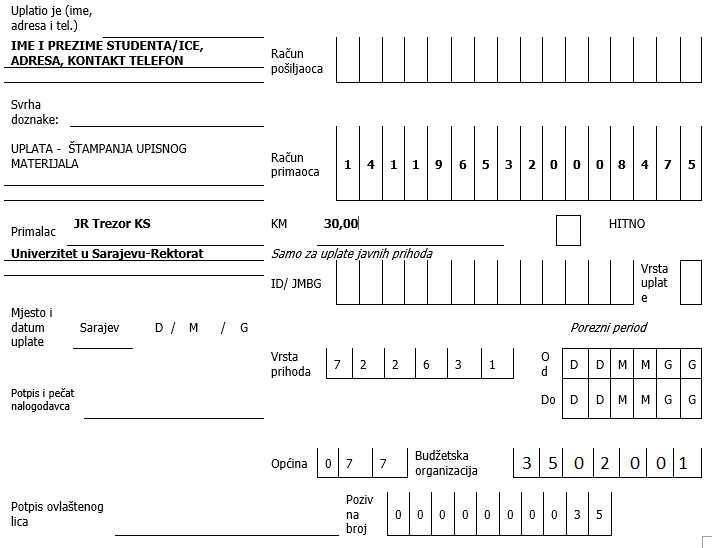 Uplatio je (ime,
adresa i tel.)
IME I PREZIME STUDENTA/ICE,
ADRESA, KONTAKT TELEFON
Račun
pošiljaoca
Svrha
doznake:
UPLATA - ŠTAMPANJA UPISNOG
MATERIJALA
Račun
primaoca
1 4 1 1 9 6 5 3 2 0 0 0 8 4 7 5
Primalac
JR Trezor KS
Univerzitet u Sarajevu-Rektorat
KM
30,00
HITNO
Samo za uplate javnih prihoda
ID/ JMBG
Vrsta
uplat
e
Mjesto i
datum
uplate
Sarajev
D / M / G
Porezni period
Vrsta
prihoda
7 2 2 6 3 1
O
d
D D M M G G
Do
D D M M G G
Potpis i pečat
nalogodavca
Općina
0 7 7
Budžetska
organizacija
3 5 0 2 0 0 1
Potpis ovlaštenog
lica
Poziv
na
broj
0 0 0 0 0 0 0 0 3 5